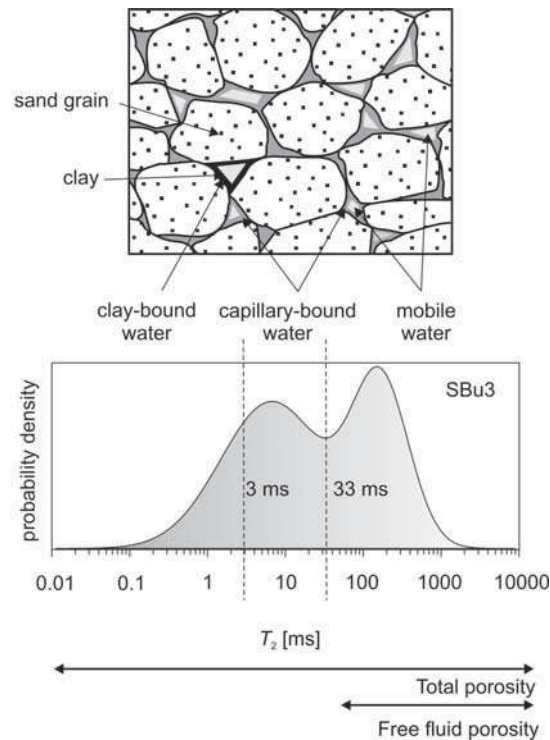 sand grain
clay
clay-bound
water
capillary-bound
water
mobile
water
probability density
SBu3
3 ms
33 ms
0.01 0.1 1 10 100 1000 10000
T₂ [ms]
Total porosity
Free fluid porosity